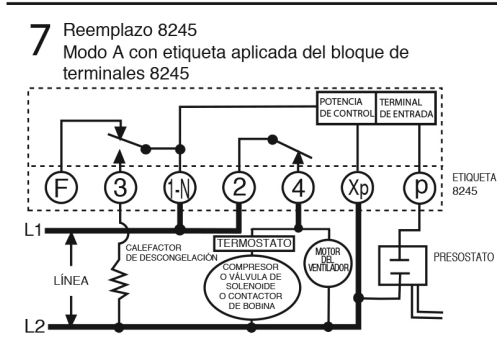 7
Reemplazo 8245
Modo A con etiqueta aplicada del bloque de
terminales 8245
POTENCIA
DE CONTROL
TERMINAL
DE ENTRADA
F
3
1-N
2
4
Xp
p
ETIQUETA
8245
L1
CALEFACTOR
DE DESCONGELACIÓN
TERMOSTATO
MOTOR
DEL
VENTILADOR
PRESOSTATO
LÍNEA
COMPRESOR
O VÁLVULA DE
SOLENOIDE
O CONTACTOR
DE BOBINA
L2